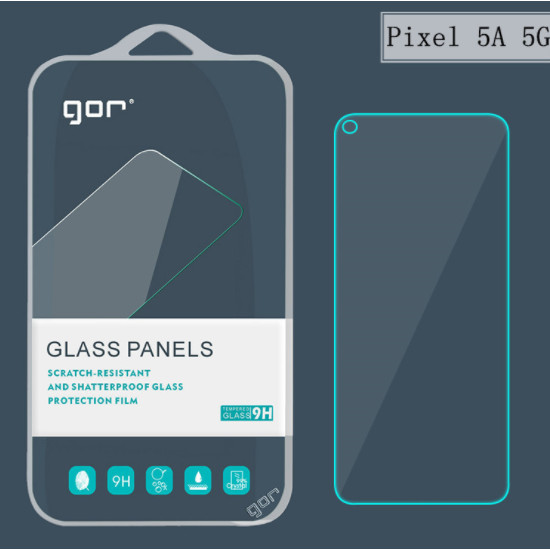 Pixel 5A 5G
gor®
GLASS PANELS
SCRATCH-RESISTANT
AND SHATTERPROOF GLASS
PROTECTION FILM
TEMPERED
GLASS 9H
9H
gor